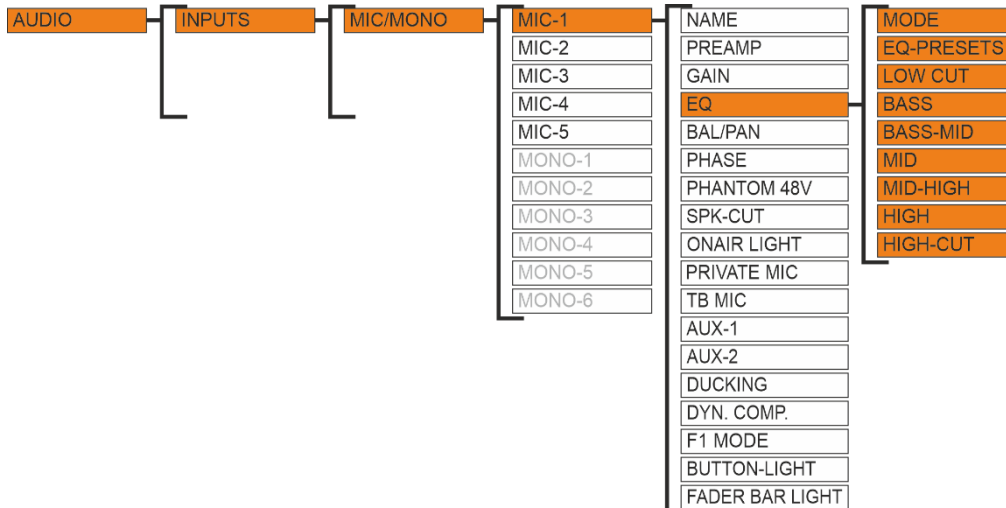 AUDIO
INPUTS
MIC/MONO
MIC-1
MIC-2
MIC-3
MIC-4
MIC-5
MONO-1
MONO-2
MONO-3
MONO-4
MONO-5
MONO-6
NAME
PREAMP
GAIN
EQ
BAL/PAN
PHASE
PHANTOM 48V
SPK-CUT
ONAIR LIGHT
PRIVATE MIC
TB MIC
AUX-1
AUX-2
DUCKING
DYN. COMP.
F1 MODE
BUTTON-LIGHT
FADER BAR LIGHT
MODE
EQ-PRESETS
LOW CUT
BASS
BASS-MID
MID
MID-HIGH
HIGH
HIGH-CUT